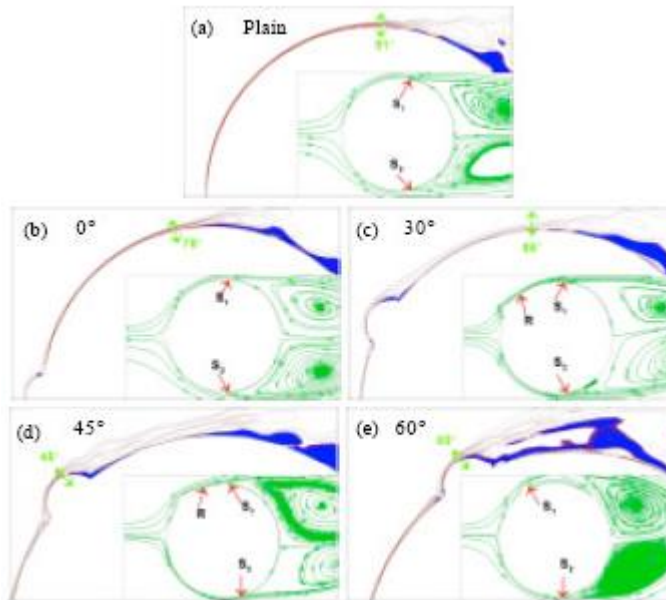 (a) Plain
S₁
S₂
(b) 0°
(c) 30°
S₁
S₂
R
S₁
S₂
(d) 45°
(e) 60°
R
S₁
S₂
S₁
S₂